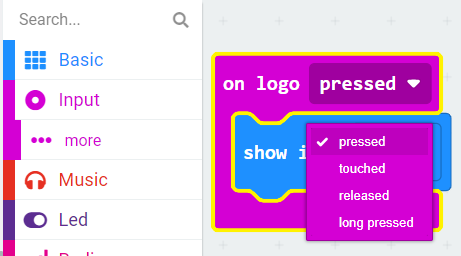 Search...
Basic
Input
more
Music
Led
on logo pressed
show
pressed
touched
released
long pressed